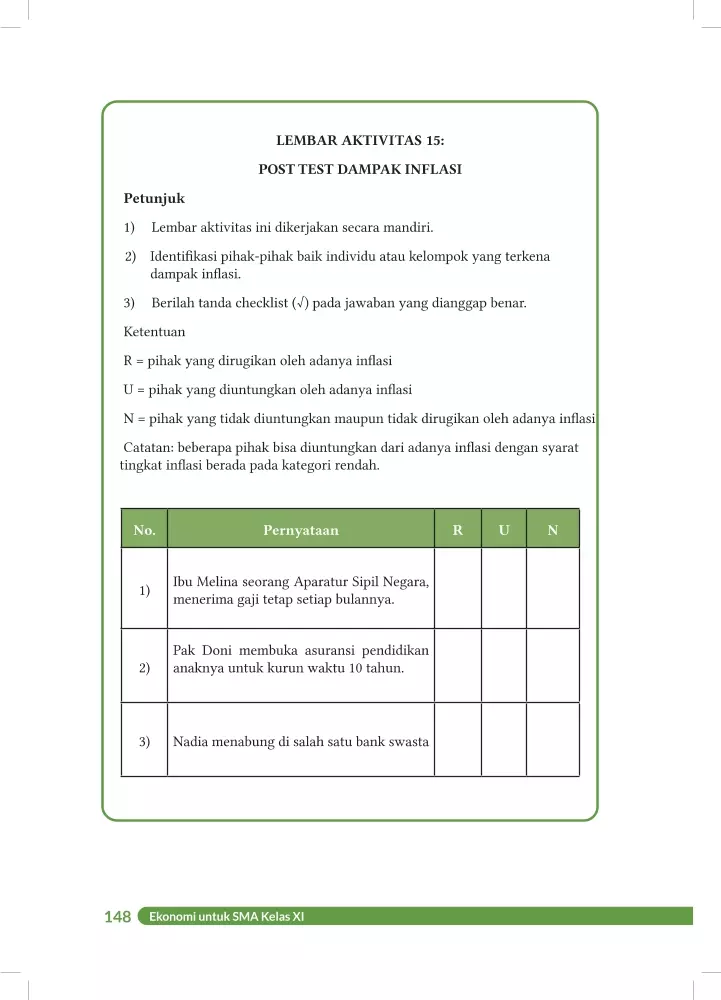 LEMBAR AKTIVITAS 15:
POST TEST DAMPAK INFLASI
Petunjuk
1) Lembar aktivitas ini dikerjakan secara mandiri.
2) Identifikasi pihak-pihak baik individu atau kelompok yang terkena
dampak inflasi.
3) Berilah tanda checklist (√) pada jawaban yang dianggap benar.
Ketentuan
R = pihak yang dirugikan oleh adanya inflasi
U = pihak yang diuntungkan oleh adanya inflasi
N = pihak yang tidak diuntungkan maupun tidak dirugikan oleh adanya inflasi
Catatan: beberapa pihak bisa diuntungkan dari adanya inflasi dengan syarat
tingkat inflasi berada pada kategori rendah.
No. Pernyataan R U N
1) Ibu Melina seorang Aparatur Sipil Negara,
menerima gaji tetap setiap bulannya.
Pak Doni membuka asuransi pendidikan
2) anaknya untuk kurun waktu 10 tahun.
3) Nadia menabung di salah satu bank swasta
148 Ekonomi untuk SMA Kelas XI